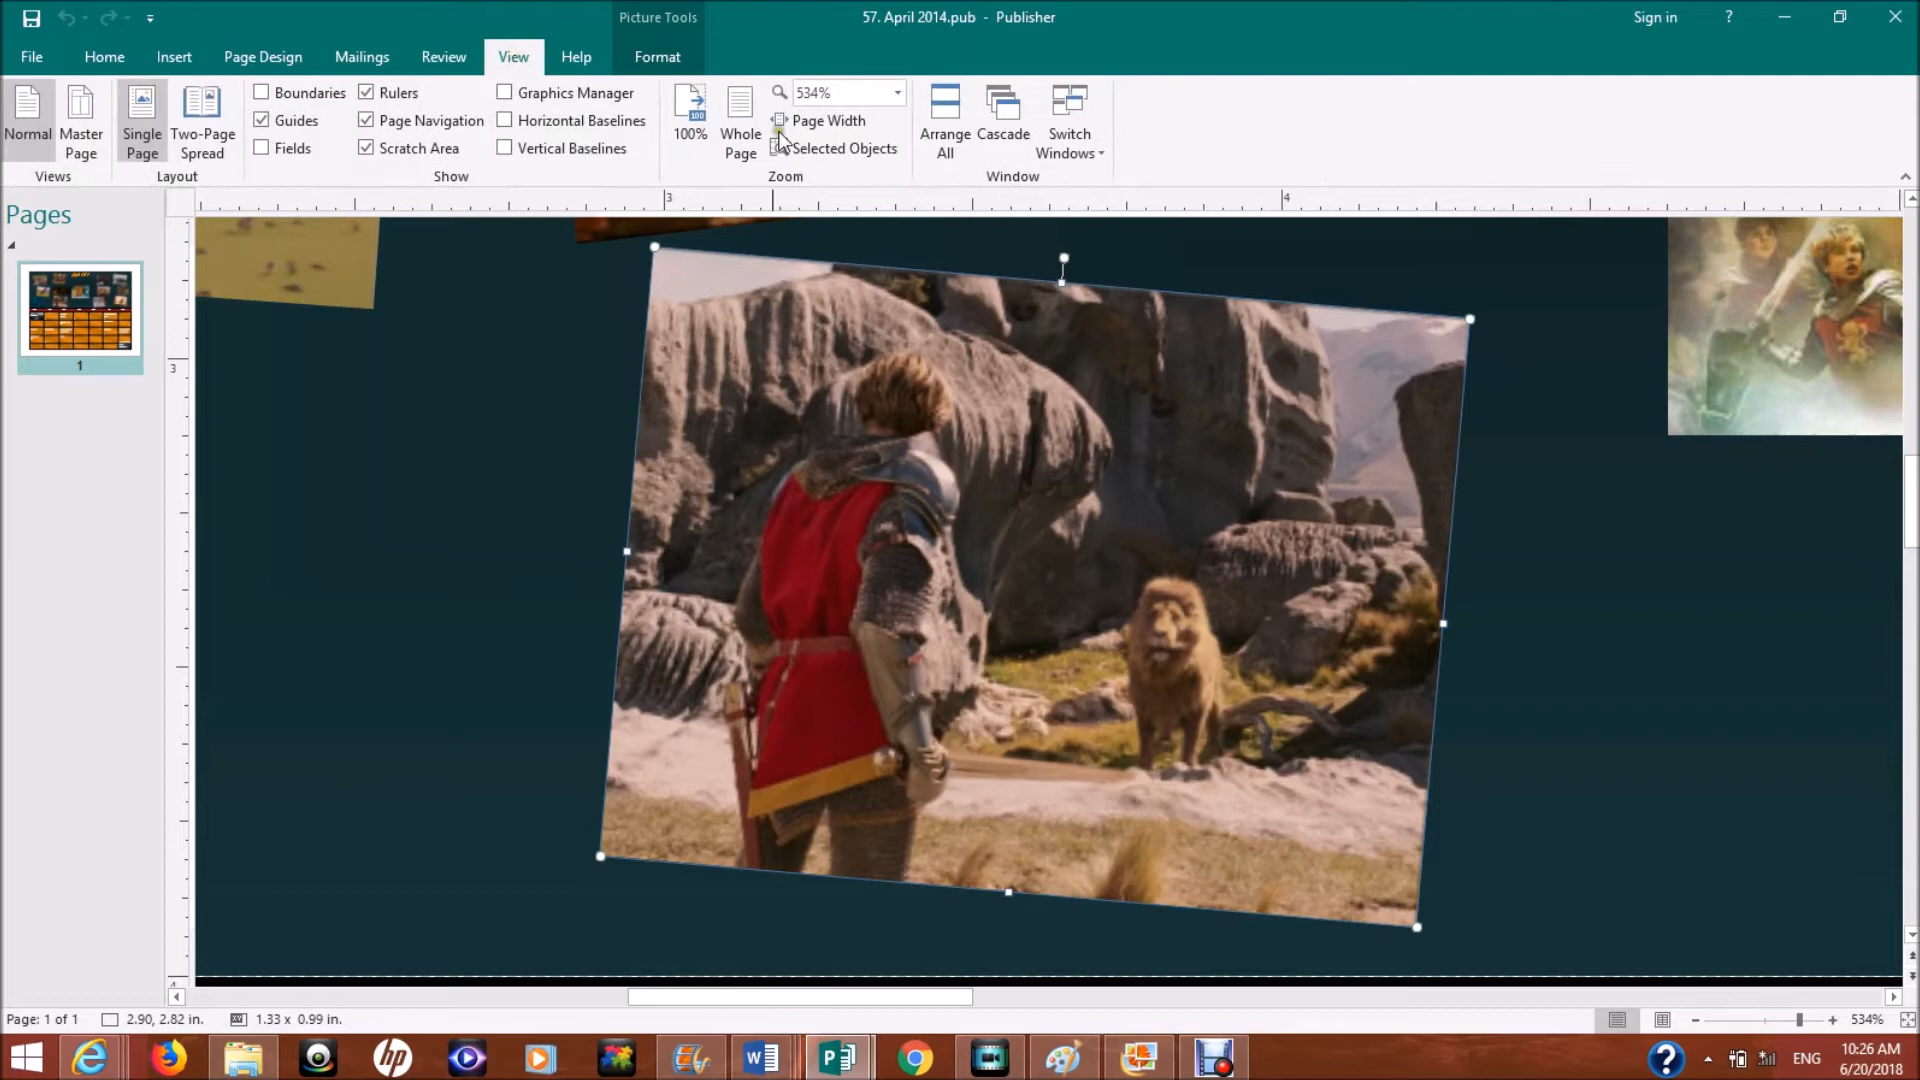 Picture Tools
57. April 2014.pub - Publisher
Sign in
?
File
Home
Insert
Page Design
Mailings
Review
View
Help
Format
Normal
Master Page
Single Page
Two-Page Spread
Boundaries
Guides
Fields
Rulers
Page Navigation
Scratch Area
Graphics Manager
Horizontal Baselines
Vertical Baselines
100%
Whole Page
534%
Page Width
Selected Objects
Arrange All
Cascade
Switch Windows
Views
Layout
Show
Zoom
Window
Pages
3
4
3
1
Page: 1 of 1
2.90, 2.82 in.
1.33 x 0.99 in.
534%
ENG
10:26 AM
6/20/2018